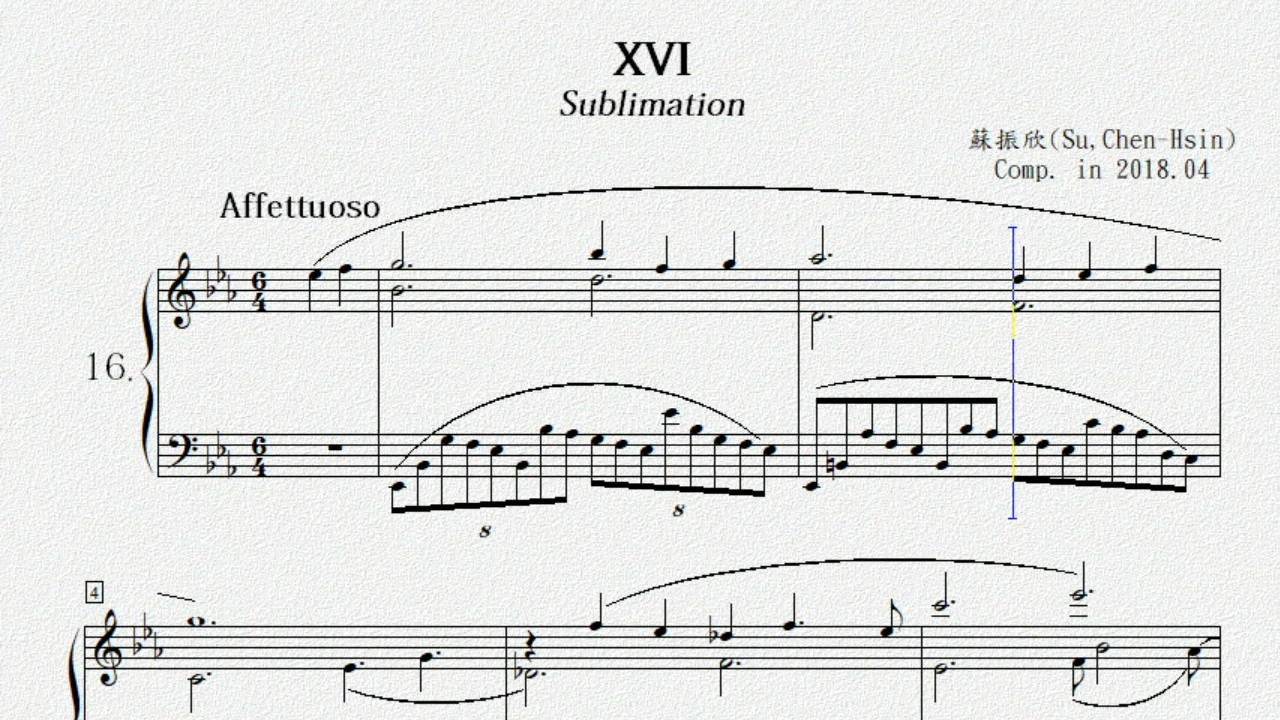 XVI
Sublimation
蘇振欣(Su,Chen-Hsin)
Comp. in 2018.04
Affettuoso
6
4
16.
6
4
8
8
4